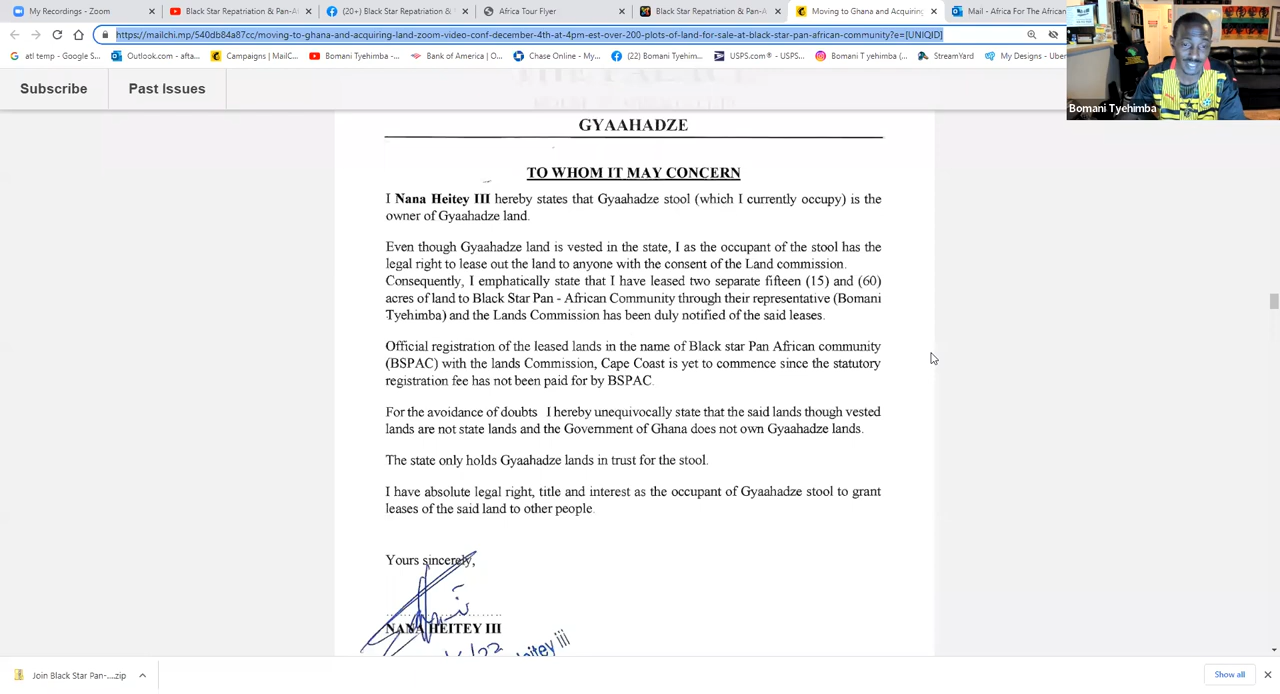 My Recordings - Zoom
Black Star Repatriation & Pan-A
(20+) Black Star Repatriation &
Africa Tour Flyer
Black Star Repatriation & Pan-A
Moving to Ghana and Acquiring
Mail - Africa For The African
https://mailchi.mp/540db84a87cc/moving-to-ghana-and-acquring-land-zoom-video-conf-december-4th-at-4pm-est-over-200-plots-of-land-for-sale-at-black-star-pan-african-community?e=[UNIQID]
atl temp - Google S...
Outlook.com - afta...
Campaigns | MailC...
Bomani Tyehimba -...
Bank of America | O...
Chase Online - My...
(22) Bomani Tyehim...
USPS.com® - USPS...
Bomani T yehimba (...
StreamYard
My Designs - Uber
Bomani Tyehimba
Subscribe
Past Issues
GYAAHADZE
TO WHOM IT MAY CONCERN
I Nana Heitey III hereby states that Gyaahadze stool (which I currently occupy) is the
owner of Gyaahadze land.
Even though Gyaahadze land is vested in the state, I as the occupant of the stool has the
legal right to lease out the land to anyone with the consent of the Land commission.
Consequently, I emphatically state that I have leased two separate fifteen (15) and (60)
acres of land to Black Star Pan - African Community through their representative (Bomani
Tyehimba) and the Lands Commission has been duly notified of the said leases.
Official registration of the leased lands in the name of Black star Pan African community
(BSPAC) with the lands Commission, Cape Coast is yet to commence since the statutory
registration fee has not been paid for by BSPAC.
For the avoidance of doubts I hereby unequivocally state that the said lands though vested
lands are not state lands and the Government of Ghana does not own Gyaahadze lands.
The state only holds Gyaahadze lands in trust for the stool.
I have absolute legal right, title and interest as the occupant of Gyaahadze stool to grant
leases of the said land to other people.
Yours sincerely,
NANA HEITEY III
Join Black Star Pan-....zip
Show all